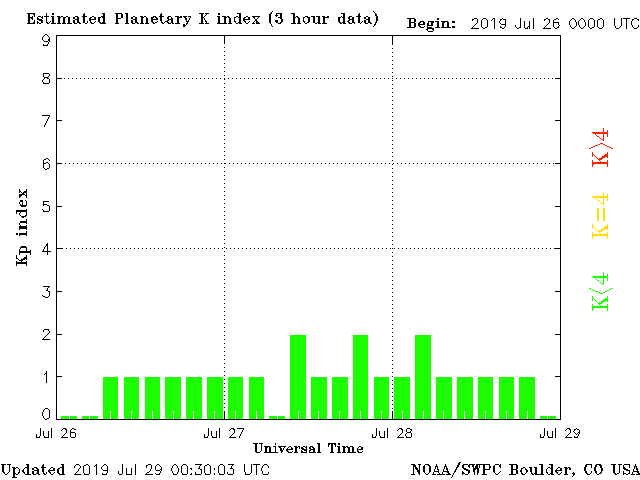 Estimated Planetary K index (3 hour data) Begin: 2019 Jul 26 0000 UTC
9
8
7
6
5
4
3
2
1
0
Kp index
K>4
K=4
K<4
Jul 26 Jul 27 Jul 28 Jul 29
Universal Time
Updated 2019 Jul 29 00:30:03 UTC NOAA/SWPC Boulder, CO USA